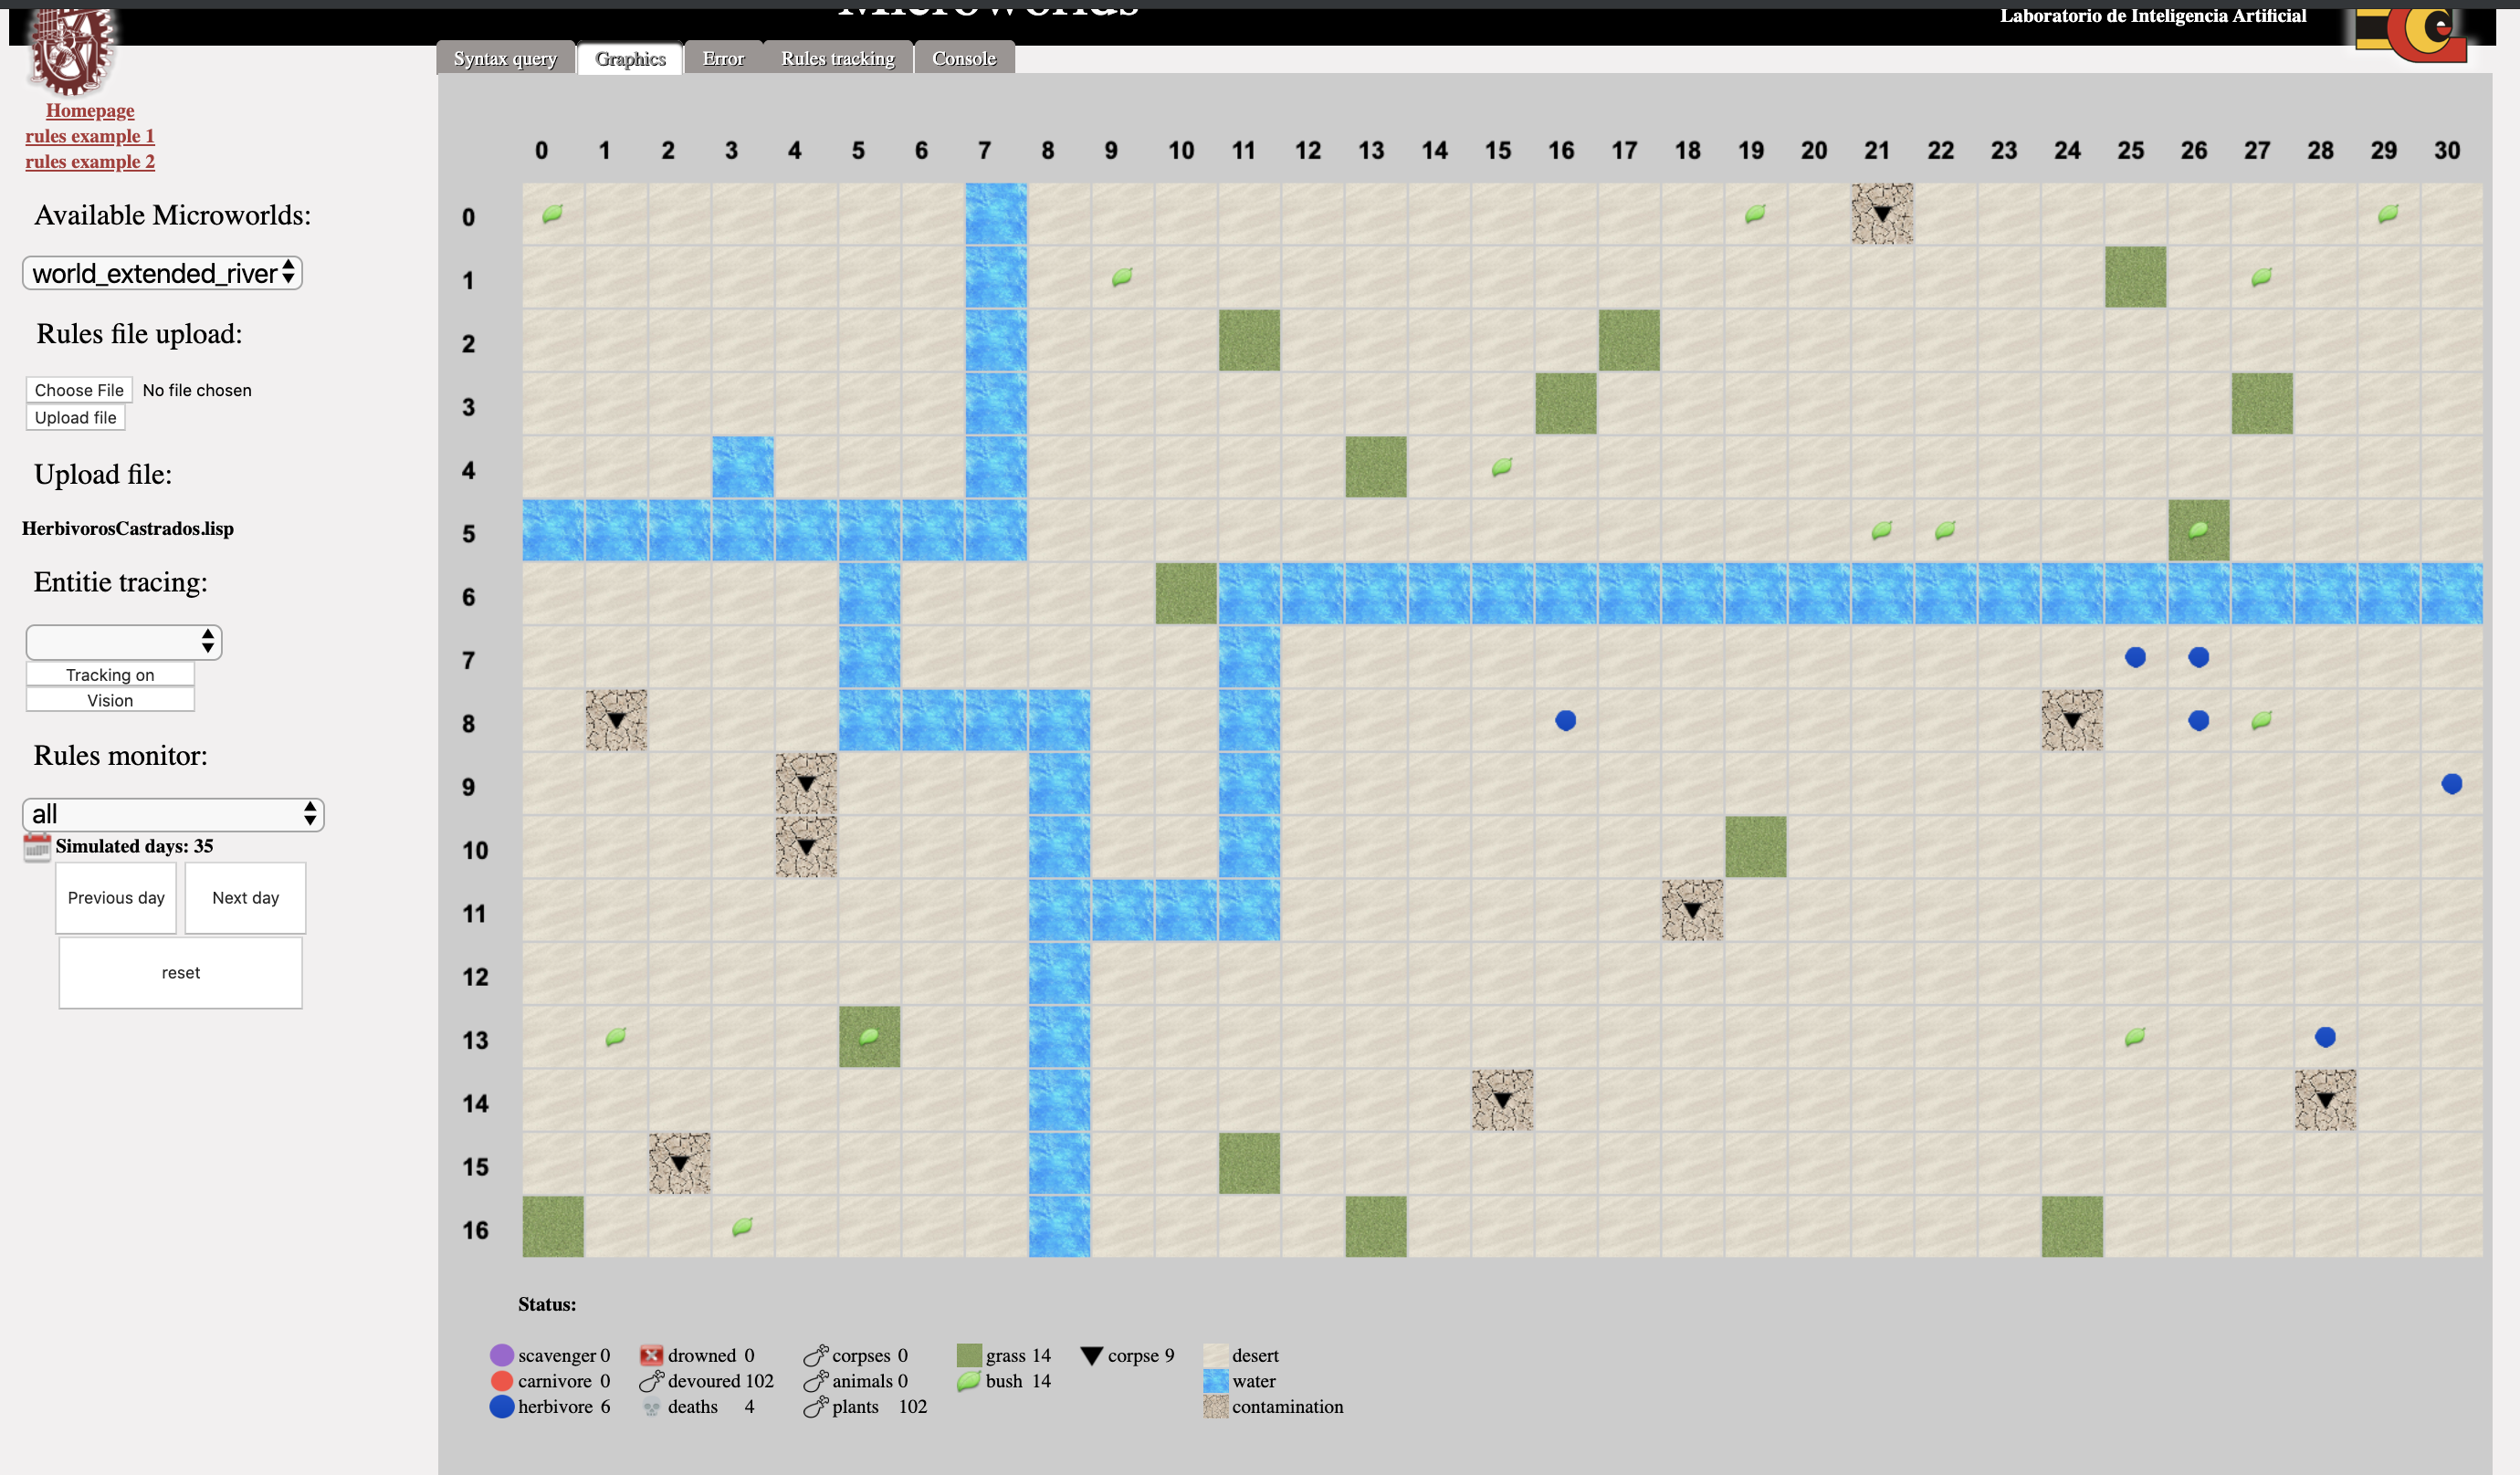 Microworlds
Laboratorio de Inteligencia Artificial
Syntax query Graphics Error Rules tracking Console
Homepage
rules example 1
rules example 2
Available Microworlds:
world_extended_river
Rules file upload:
Choose File No file chosen
Upload file
Upload file:
HerbivorosCastrados.lisp
Entitie tracing:
Tracking on
Vision
Rules monitor:
all
Simulated days: 35
Previous day Next day
reset
0 1 2 3 4 5 6 7 8 9 10 11 12 13 14 15 16 17 18 19 20 21 22 23 24 25 26 27 28 29 30
0
1
2
3
4
5
6
7
8
9
10
11
12
13
14
15
16
Status:
scavenger 0 drowned 0 corpses 0 grass 14 corpse 9 desert
carnivore 0 devoured 102 animals 0 bush 14 water
herbivore 6 deaths 4 plants 102 contamination